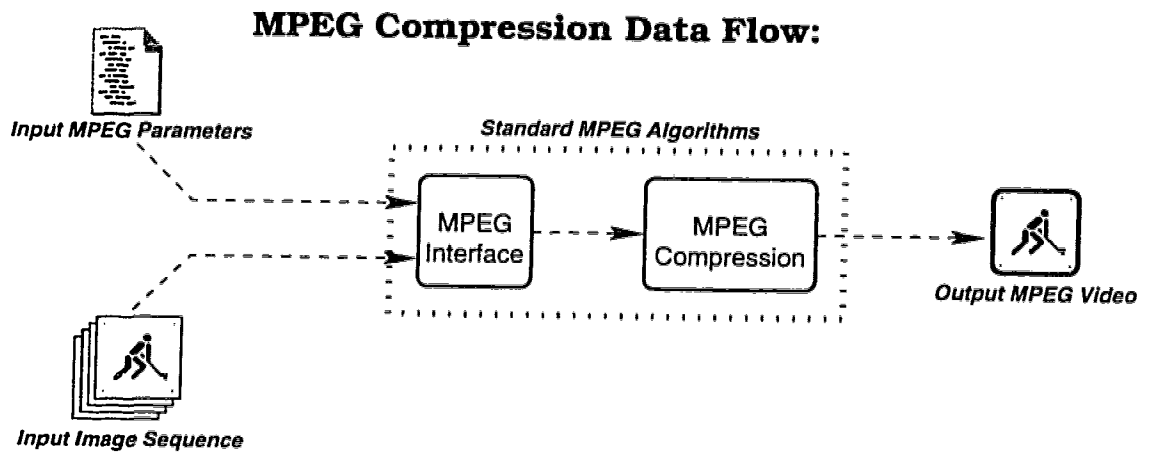 MPEG Compression Data Flow:
Input MPEG Parameters
Standard MPEG Algorithms
MPEG
Interface
MPEG
Compression
Output MPEG Video
Input Image Sequence